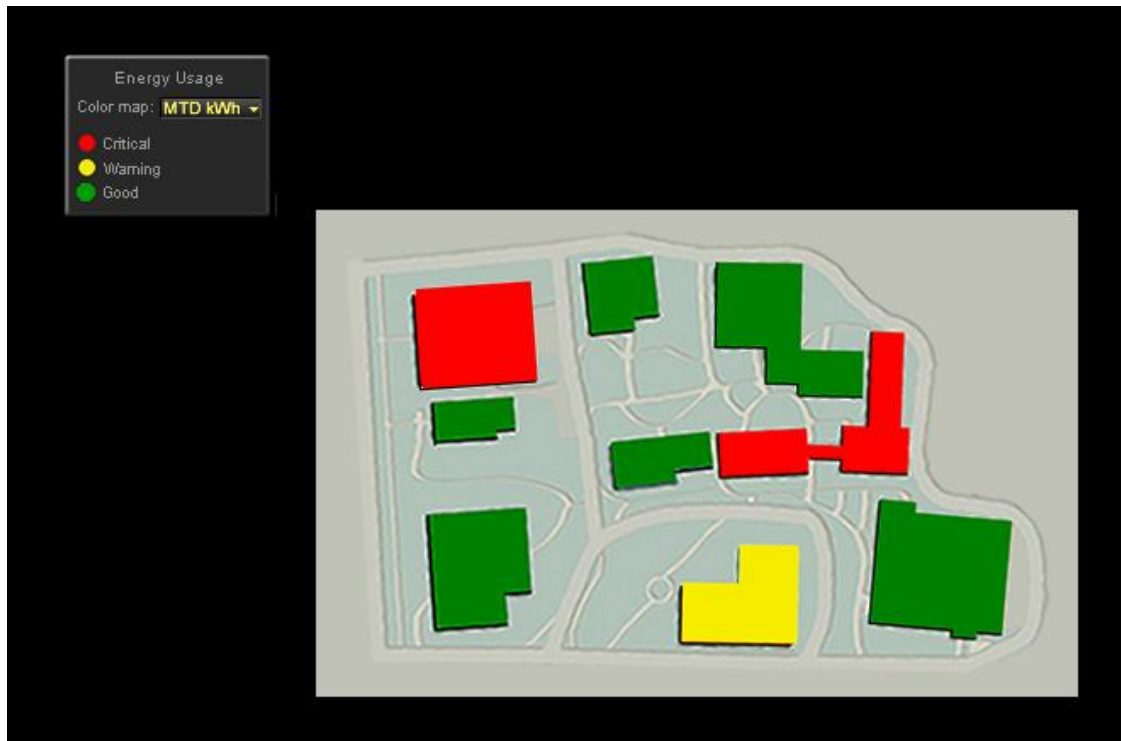 Energy Usage
Color map: MTD kWh
Critical
Warning
Good